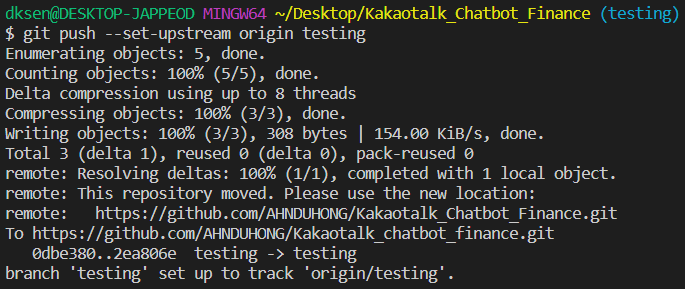 dksen@DESKTOP-JAPPEOD MINGW64 ~/Desktop/Kakaotalk_Chatbot_Finance (testing)
$ git push --set-upstream origin testing
Enumerating objects: 5, done.
Counting objects: 100% (5/5), done.
Delta compression using up to 8 threads
Compressing objects: 100% (3/3), done.
Writing objects: 100% (3/3), 308 bytes | 154.00 KiB/s, done.
Total 3 (delta 1), reused 0 (delta 0), pack-reused 0
remote: Resolving deltas: 100% (1/1), completed with 1 local object.
remote: This repository moved. Please use the new location:
remote:   https://github.com/AHNDUHONG/Kakaotalk_Chatbot_Finance.git
To https://github.com/AHNDUHONG/Kakaotalk_chatbot_finance.git
   0dbe380..2ea806e  testing -> testing
branch 'testing' set up to track 'origin/testing'.